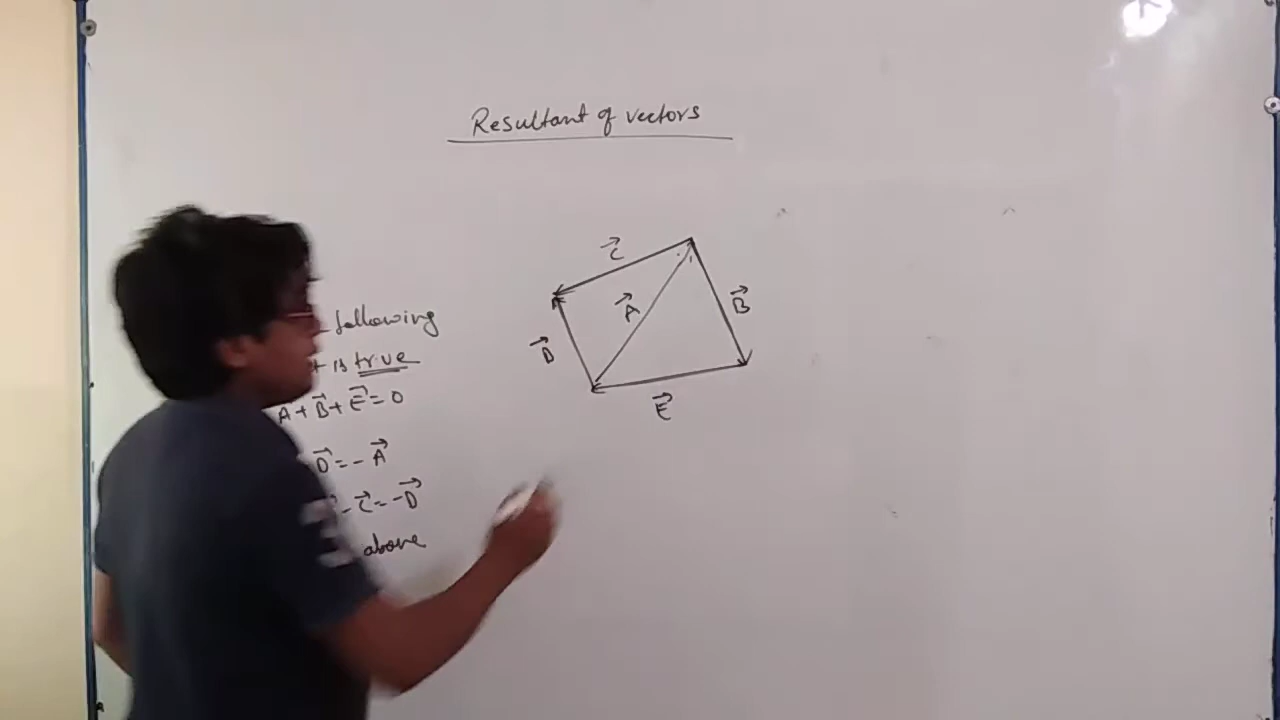 Resultant of vectors
following
is true
A + B⃗ + E⃗ = 0
D⃗ = - A⃗
- C⃗ = - D⃗
above
C⃗
A⃗
B⃗
D⃗
E⃗